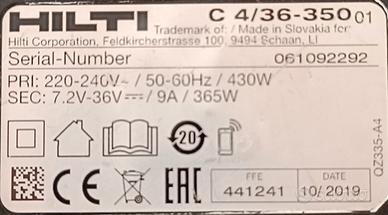 HILTI C 4/36-350 01
Trademark of / Made in Slovakia for:
Hilti Corporation, Feldkircherstrasse 100, 9494 Schaan, LI
Serial-Number 061092292
PRI: 220-240V~ / 50-60Hz / 430W
SEC: 7.2V-36V⎓ / 9A / 365W
20
CE EAC
FFE
441241
DATE
10/2019
QZ335-A4